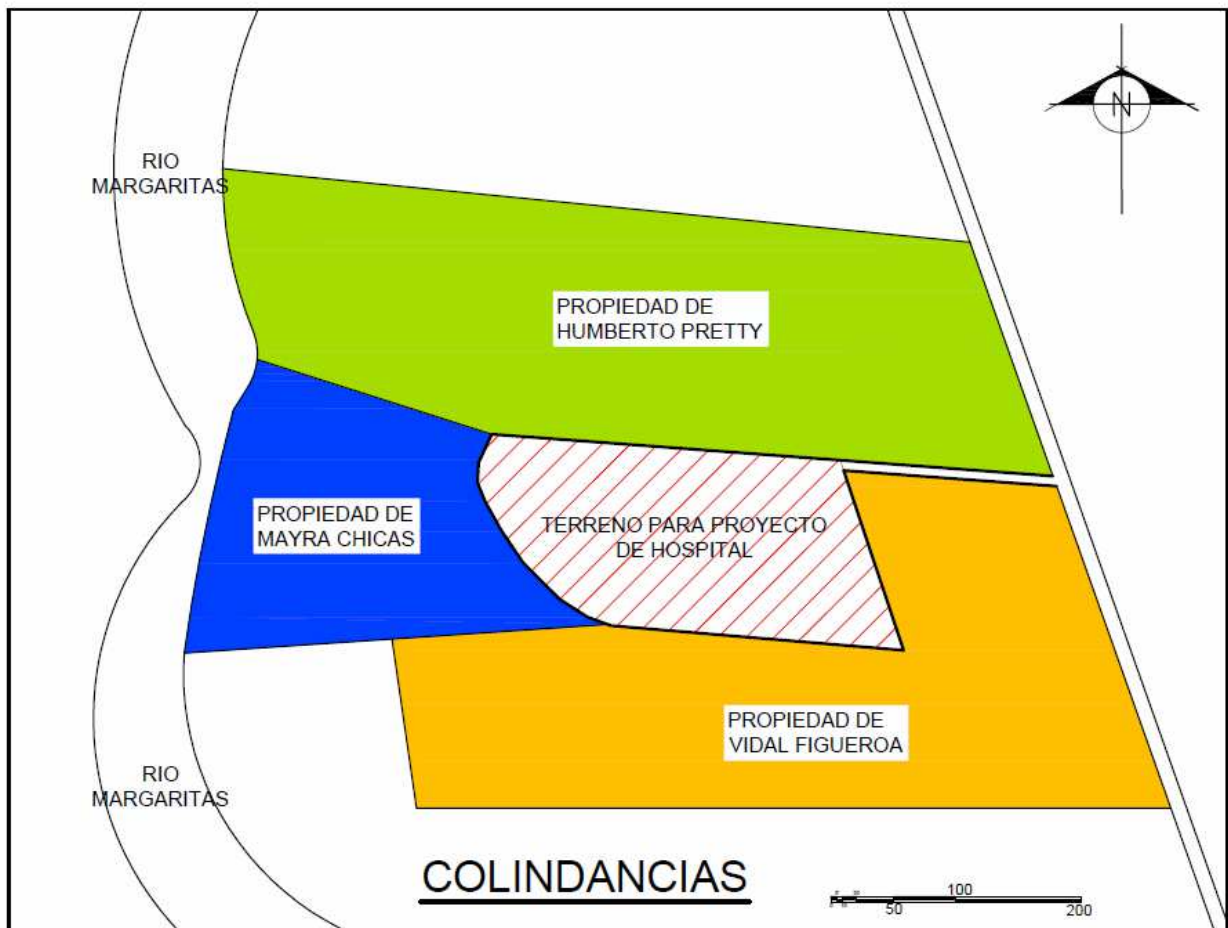 N
RIO
MARGARITAS
PROPIEDAD DE
HUMBERTO PRETTY
PROPIEDAD DE
MAYRA CHICAS
TERRENO PARA PROYECTO
DE HOSPITAL
PROPIEDAD DE
VIDAL FIGUEROA
RIO
MARGARITAS
COLINDANCIAS
100
50
200